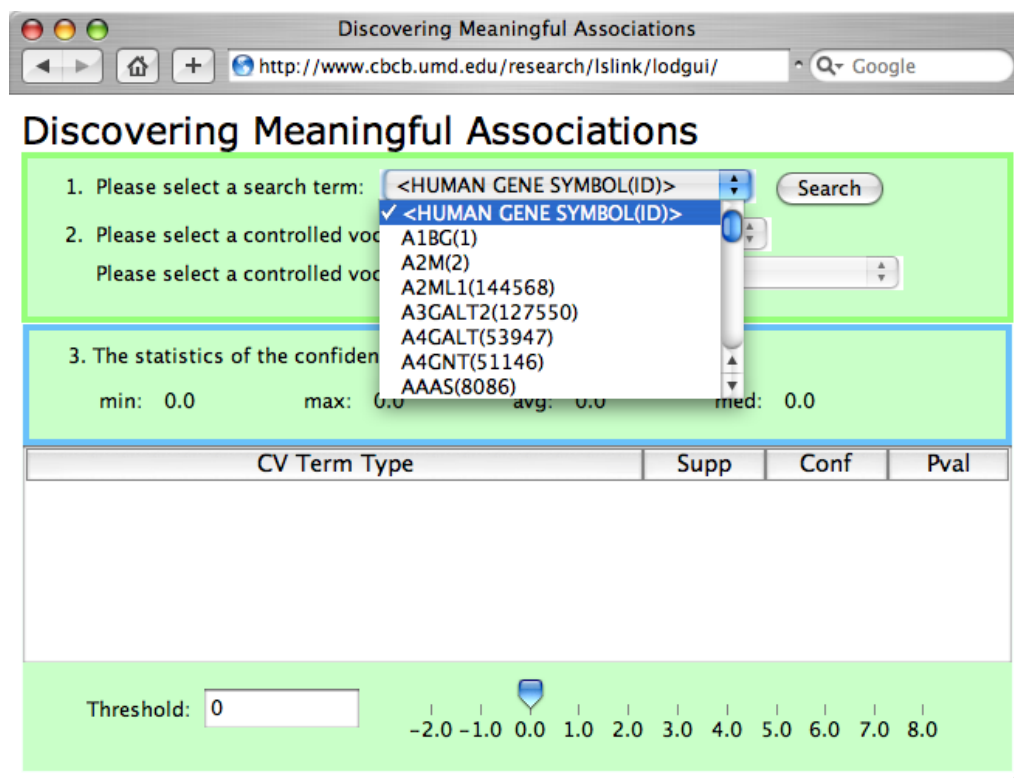 Discovering Meaningful Associations
+ http://www.cbcb.umd.edu/research/lslink/lodgui/ Google
Discovering Meaningful Associations
1. Please select a search term: <HUMAN GENE SYMBOL(ID)> Search
✓ <HUMAN GENE SYMBOL(ID)>
2. Please select a controlled voc
A1BG(1)
A2M(2)
Please select a controlled voc
A2ML1(144568)
A3GALT2(127550)
A4GALT(53947)
3. The statistics of the confiden
A4GNT(51146)
AAAS(8086)
min: 0.0 max: 0.0 avg: 0.0 med: 0.0
CV Term Type Supp Conf Pval
Threshold: 0
-2.0 -1.0 0.0 1.0 2.0 3.0 4.0 5.0 6.0 7.0 8.0